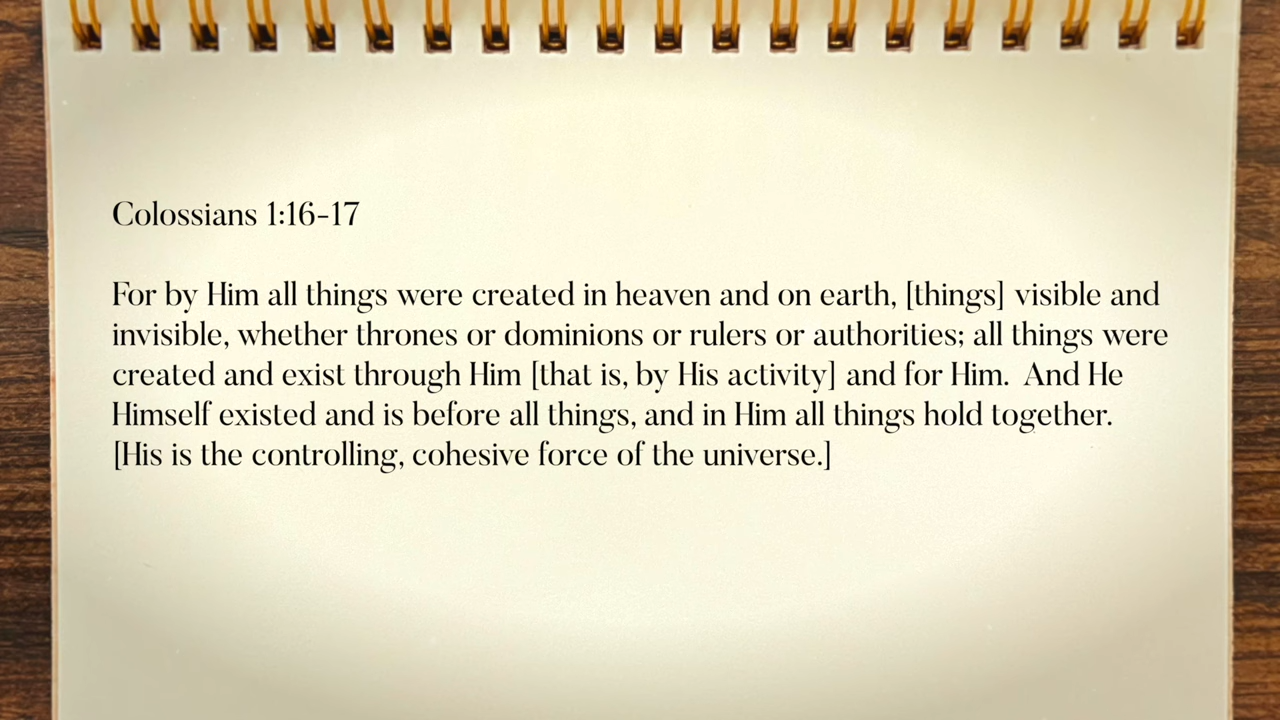 Colossians 1:16-17
For by Him all things were created in heaven and on earth, [things] visible and
invisible, whether thrones or dominions or rulers or authorities; all things were
created and exist through Him [that is, by His activity] and for Him.  And He
Himself existed and is before all things, and in Him all things hold together.
[His is the controlling, cohesive force of the universe.]